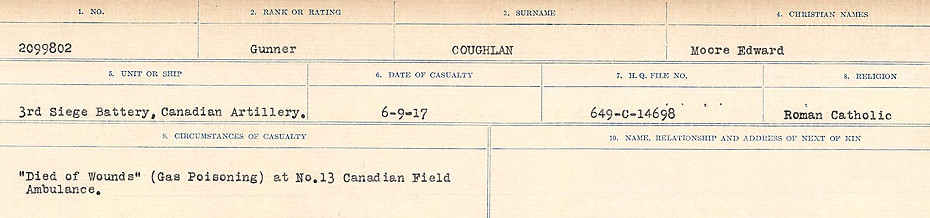 1. NO. 2. RANK OR RATING 3. SURNAME 4. CHRISTIAN NAMES
2099802 Gunner COUGHLAN Moore Edward
5. UNIT OR SHIP 6. DATE OF CASUALTY 7. H.Q. FILE NO. 8. RELIGION
3rd Siege Battery, Canadian Artillery. 6-9-17 649-C-14698 Roman Catholic
9. CIRCUMSTANCES OF CASUALTY 10. NAME, RELATIONSHIP AND ADDRESS OF NEXT OF KIN
"Died of Wounds" (Gas Poisoning) at No.13 Canadian Field
Ambulance.